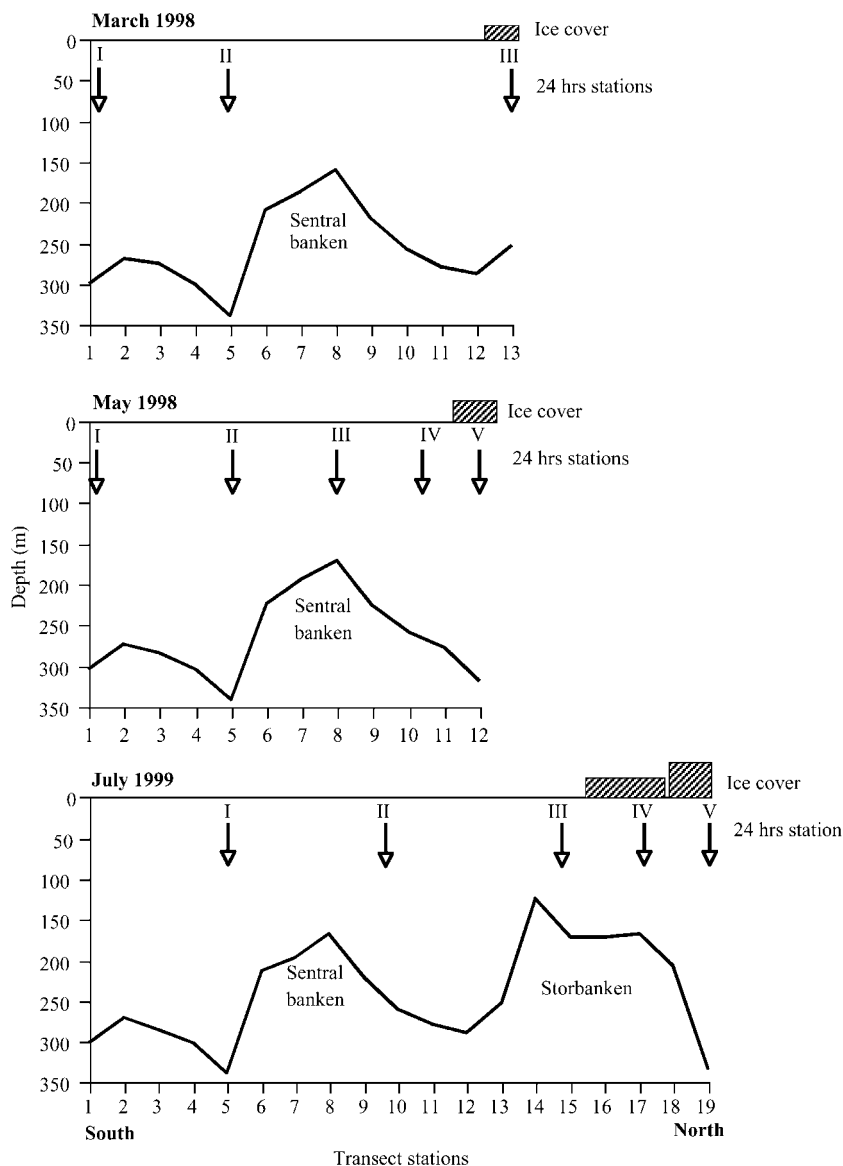 March 1998
Ice cover
0
I II III
24 hrs stations
50
100
150
200
Sentral
banken
250
300
350
1 2 3 4 5 6 7 8 9 10 11 12 13
May 1998
Ice cover
0
I II III IV V
24 hrs stations
50
100
150
200
Sentral
banken
250
300
350
Depth (m)
1 2 3 4 5 6 7 8 9 10 11 12
July 1999
Ice cover
0
I II III IV V
24 hrs station
50
100
150
200
Sentral
banken
Storbanken
250
300
350
1 2 3 4 5 6 7 8 9 10 11 12 13 14 15 16 17 18 19
South North
Transect stations